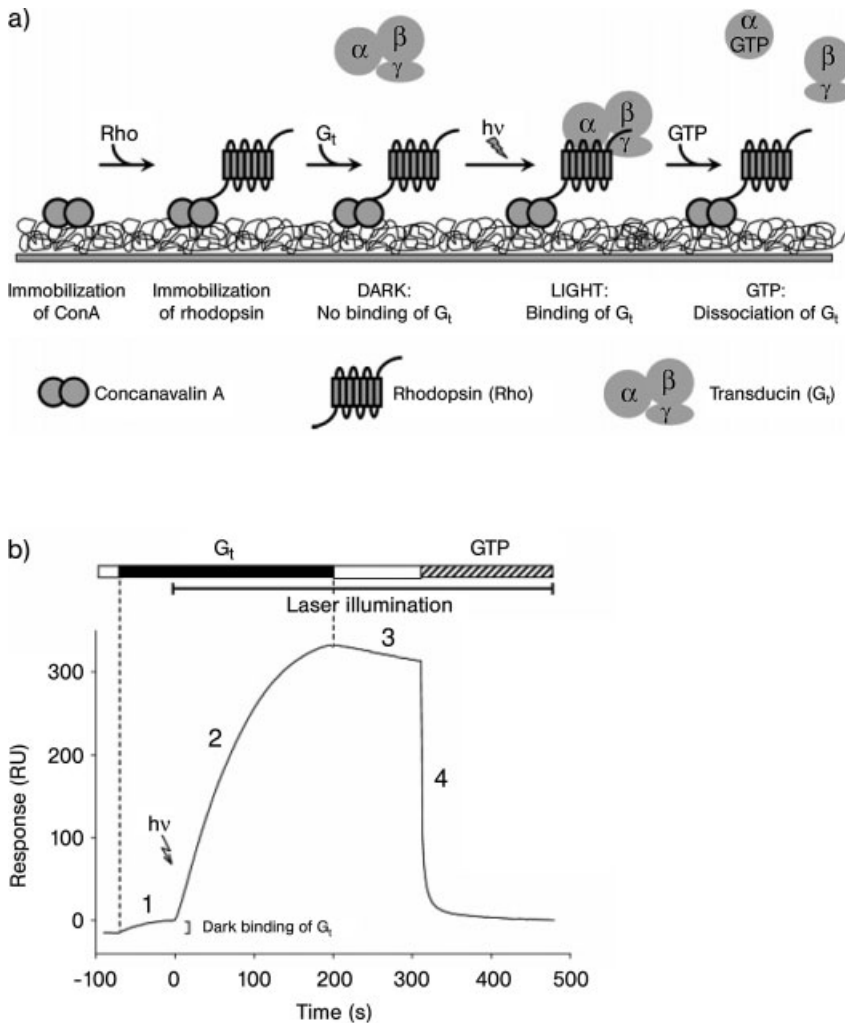 a)
α β γ
α GTP
β γ
Rho
Gₜ
α β γ
hν
GTP
Immobilization of ConA
Immobilization of rhodopsin
DARK: No binding of Gₜ
LIGHT: Binding of Gₜ
GTP: Dissociation of Gₜ
Concanavalin A
Rhodopsin (Rho)
α β γ
Transducin (Gₜ)
b)
Gₜ
GTP
Laser illumination
300
200
100
0
Response (RU)
1
2
3
4
hν
Dark binding of Gₜ
-100
0
100
200
300
400
500
Time (s)